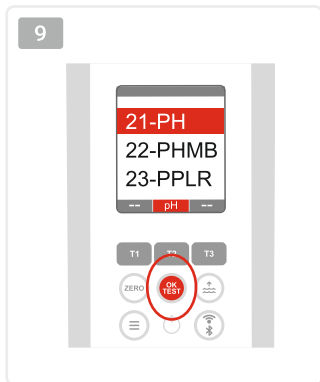 9
21-PH
22-PHMB
23-PPLR
-- pH --
T1 T2 T3
ZERO OK TEST